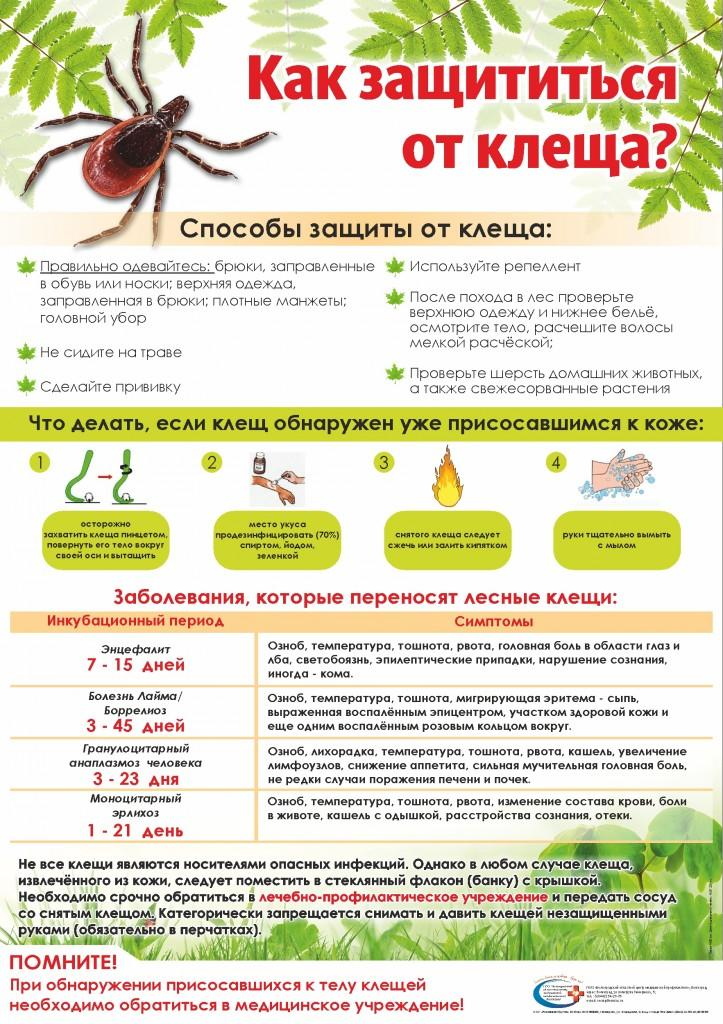 Как защититься
от клеща?
Способы защиты от клеща:
Правильно одевайтесь: брюки, заправленные
в обувь или носки; верхняя одежда,
заправленная в брюки; плотные манжеты;
головной убор
Не сидите на траве
Сделайте прививку
Используйте репеллент
После похода в лес проверьте
верхнюю одежду и нижнее бельё,
осмотрите тело, расчешите волосы
мелкой расчёской;
Проверьте шерсть домашних животных,
а также свежесорванные растения
Что делать, если клещ обнаружен уже присосавшимся к коже:
1
осторожно
захватить клеща пинцетом,
повернуть его тело вокруг
своей оси и вытащить
2
место укуса
продезинфицировать (70%)
спиртом, йодом,
зеленкой
3
снятого клеща следует
сжечь или залить кипятком
4
руки тщательно вымыть
с мылом
Заболевания, которые переносят лесные клещи:
Инкубационный период
Симптомы
Энцефалит
7 - 15 дней
Озноб, температура, тошнота, рвота, головная боль в области глаз и
лба, светобоязнь, эпилептические припадки, нарушение сознания,
иногда - кома.
Болезнь Лайма/
Боррелиоз
3 - 45 дней
Озноб, температура, тошнота, мигрирующая эритема - сыпь,
выраженная воспалённым эпицентром, участком здоровой кожи и
еще одним воспалённым розовым кольцом вокруг.
Гранулоцитарный
анаплазмоз человека
3 - 23 дня
Озноб, лихорадка, температура, тошнота, рвота, кашель, увеличение
лимфоузлов, снижение аппетита, сильная мучительная головная боль,
не редки случаи поражения печени и почек.
Моноцитарный
эрлихоз
1 - 21 день
Озноб, температура, тошнота, рвота, изменение состава крови, боли
в животе, кашель с одышкой, расстройства сознания, отеки.
Не все клещи являются носителями опасных инфекций. Однако в любом случае клеща,
извлечённого из кожи, следует поместить в стеклянный флакон (банку) с крышкой.
Необходимо срочно обратиться в лечебно-профилактическое учреждение и передать сосуд
со снятым клещом. Категорически запрещается снимать и давить клещей незащищенными
руками (обязательно в перчатках).
ПОМНИТЕ!
При обнаружении присосавшихся к телу клещей
необходимо обратиться в медицинское учреждение!